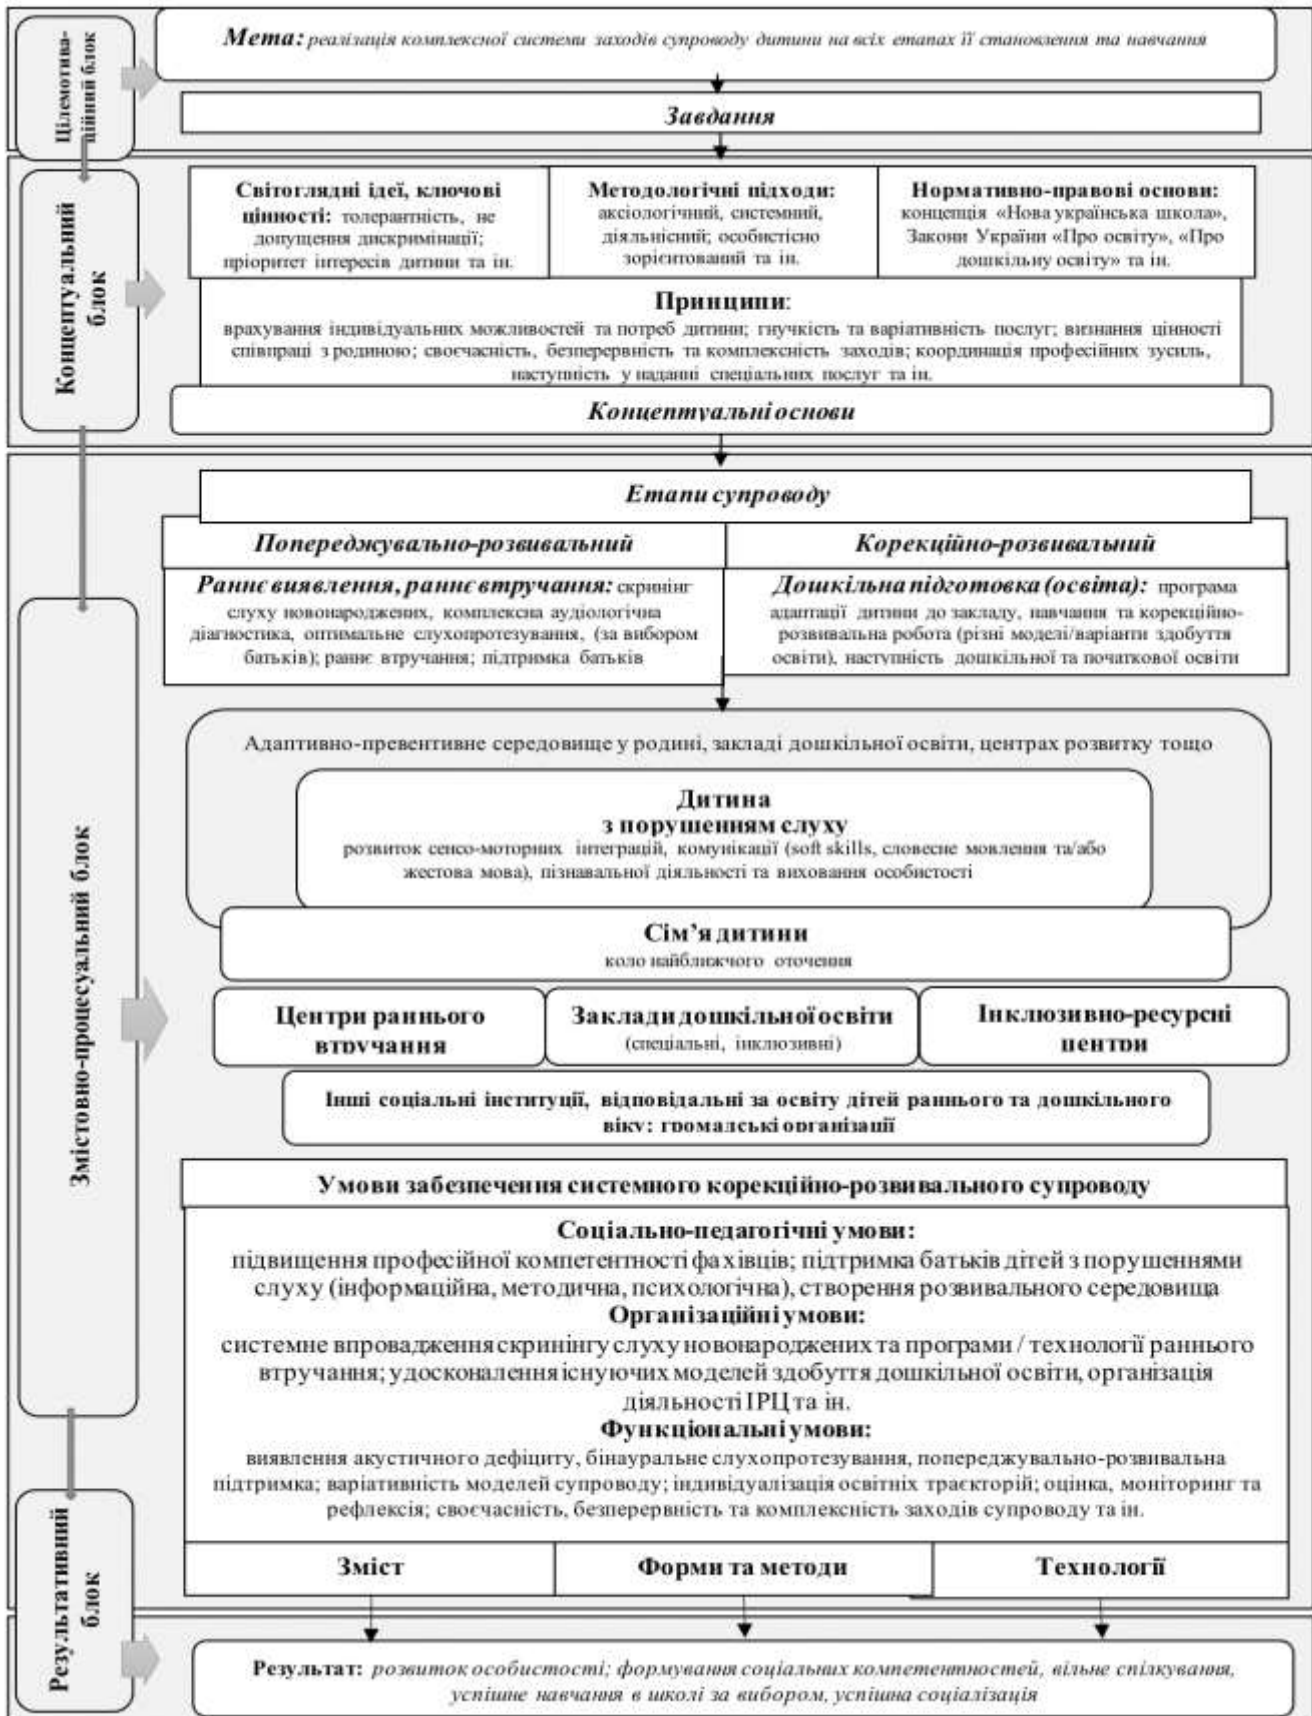 Цілемотива-
ційний блок
Мета: реалізація комплексної системи заходів супроводу дитини на всіх етапах її становлення та навчання
Завдання
Концептуальний
блок
Світоглядні ідеї, ключові
цінності: толерантність, не
допущення дискримінації;
пріоритет інтересів дитини та ін.
Методологічні підходи:
аксіологічний, системний,
діяльнісний; особистісно
зорієнтований та ін.
Нормативно-правові основи:
концепція «Нова українська школа»,
Закони України «Про освіту», «Про
дошкільну освіту» та ін.
Принципи:
врахування індивідуальних можливостей та потреб дитини; гнучкість та варіативність послуг; визнання цінності
співпраці з родиною; своєчасність, безперервність та комплексність заходів; координація професійних зусиль,
наступність у наданні спеціальних послуг та ін.
Концептуальні основи
Змістовно-процесуальний блок
Етапи супроводу
Попереджувально-розвивальний
Корекційно-розвивальний
Раннє виявлення, раннє втручання: скринінг
слуху новонароджених, комплексна аудіологічна
діагностика, оптимальне слухопротезування, (за вибором
батьків); раннє втручання; підтримка батьків
Дошкільна підготовка (освіта): програма
адаптації дитини до закладу, навчання та корекційно-
розвивальна робота (різні моделі/варіанти здобуття
освіти), наступність дошкільної та початкової освіти
Адаптивно-превентивне середовище у родині, закладі дошкільної освіти, центрах розвитку тощо
Дитина
з порушенням слуху
розвиток сенсо-моторних інтеграцій, комунікації (soft skills, словесне мовлення та/або
жестова мова), пізнавальної діяльності та виховання особистості
Сім’я дитини
коло найближчого оточення
Центри раннього
втручання
Заклади дошкільної освіти
(спеціальні, інклюзивні)
Інклюзивно-ресурсні
центри
Інші соціальні інституції, відповідальні за освіту дітей раннього та дошкільного
віку; громадські організації
Умови забезпечення системного корекційно-розвивального супроводу
Соціально-педагогічні умови:
підвищення професійної компетентності фахівців; підтримка батьків дітей з порушеннями
слуху (інформаційна, методична, психологічна), створення розвивального середовища
Організаційні умови:
системне впровадження скринінгу слуху новонароджених та програми / технології раннього
втручання; удосконалення існуючих моделей здобуття дошкільної освіти, організація
діяльності ІРЦ та ін.
Функціональні умови:
виявлення акустичного дефіциту, бінауральне слухопротезування, попереджувально-розвивальна
підтримка; варіативність моделей супроводу; індивідуалізація освітніх траєкторій; оцінка, моніторинг та
рефлексія; своєчасність, безперервність та комплексність заходів супроводу та ін.
Зміст
Форми та методи
Технології
Результативний
блок
Результат: розвиток особистості; формування соціальних компетентностей, вільне спілкування,
успішне навчання в школі за вибором, успішна соціалізація